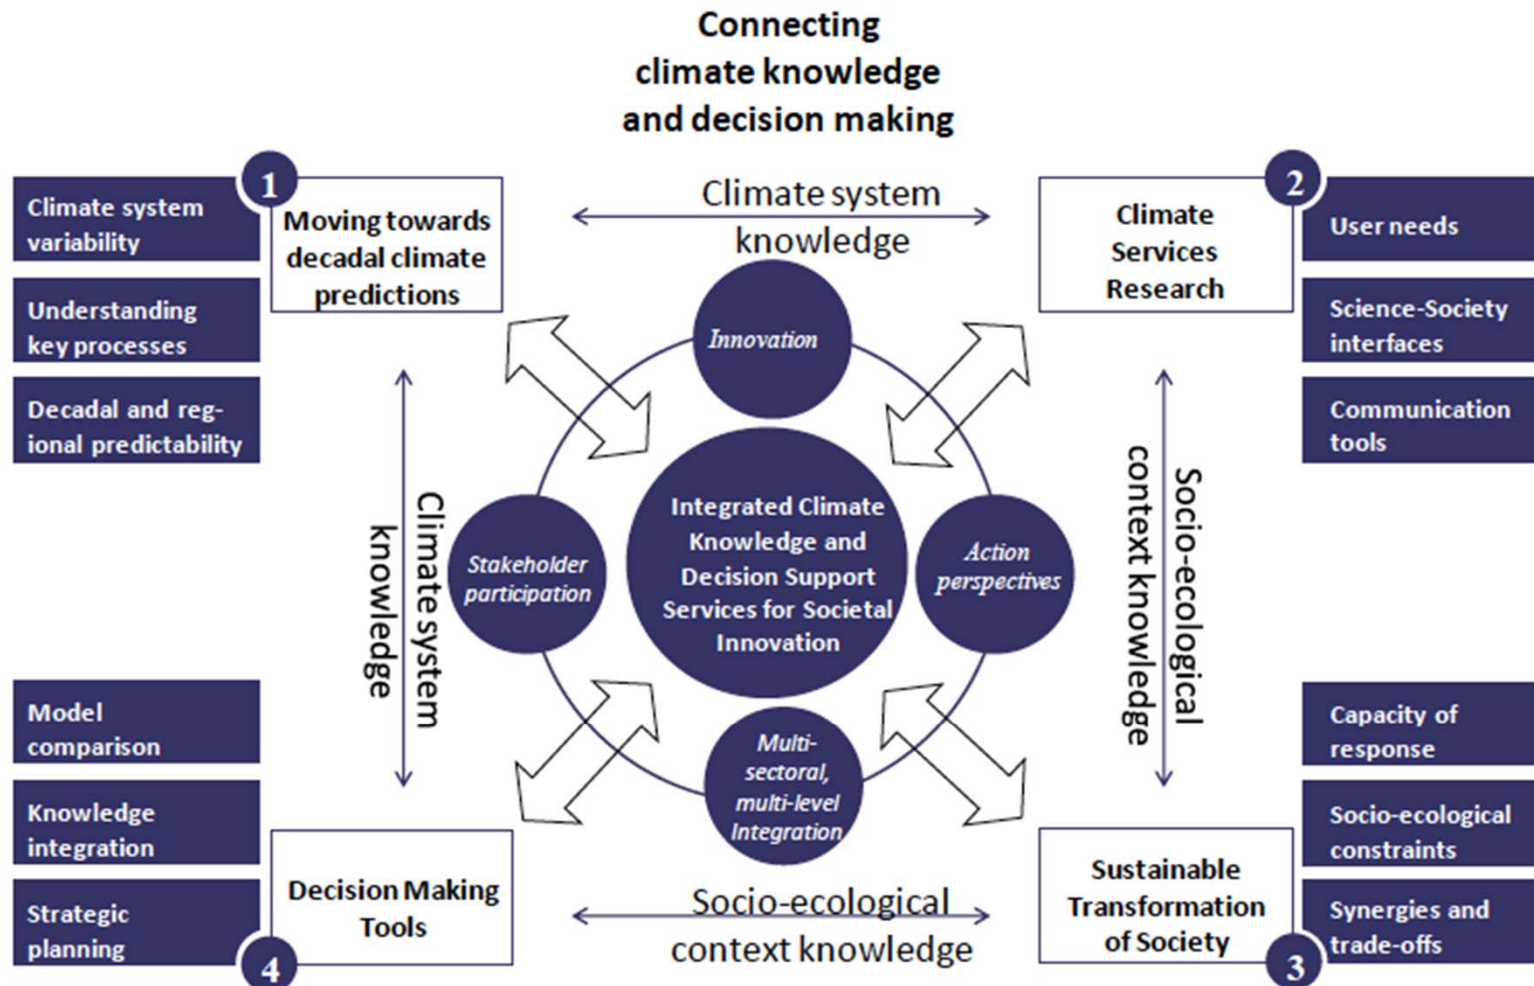 Connecting
climate knowledge
and decision making
1
Climate system
variability
Understanding
key processes
Decadal and reg-
ional predictability
Moving towards
decadal climate
predictions
Climate system
knowledge
2
Climate
Services
Research
User needs
Science-Society
interfaces
Communication
tools
Innovation
Climate system
knowledge
Stakeholder
participation
Integrated Climate
Knowledge and
Decision Support
Services for Societal
Innovation
Action
perspectives
Socio-ecological
context knowledge
Multi-
sectoral,
multi-level
Integration
Model
comparison
Knowledge
integration
Strategic
planning
4
Decision Making
Tools
Socio-ecological
context knowledge
Sustainable
Transformation
of Society
3
Capacity of
response
Socio-ecological
constraints
Synergies and
trade-offs